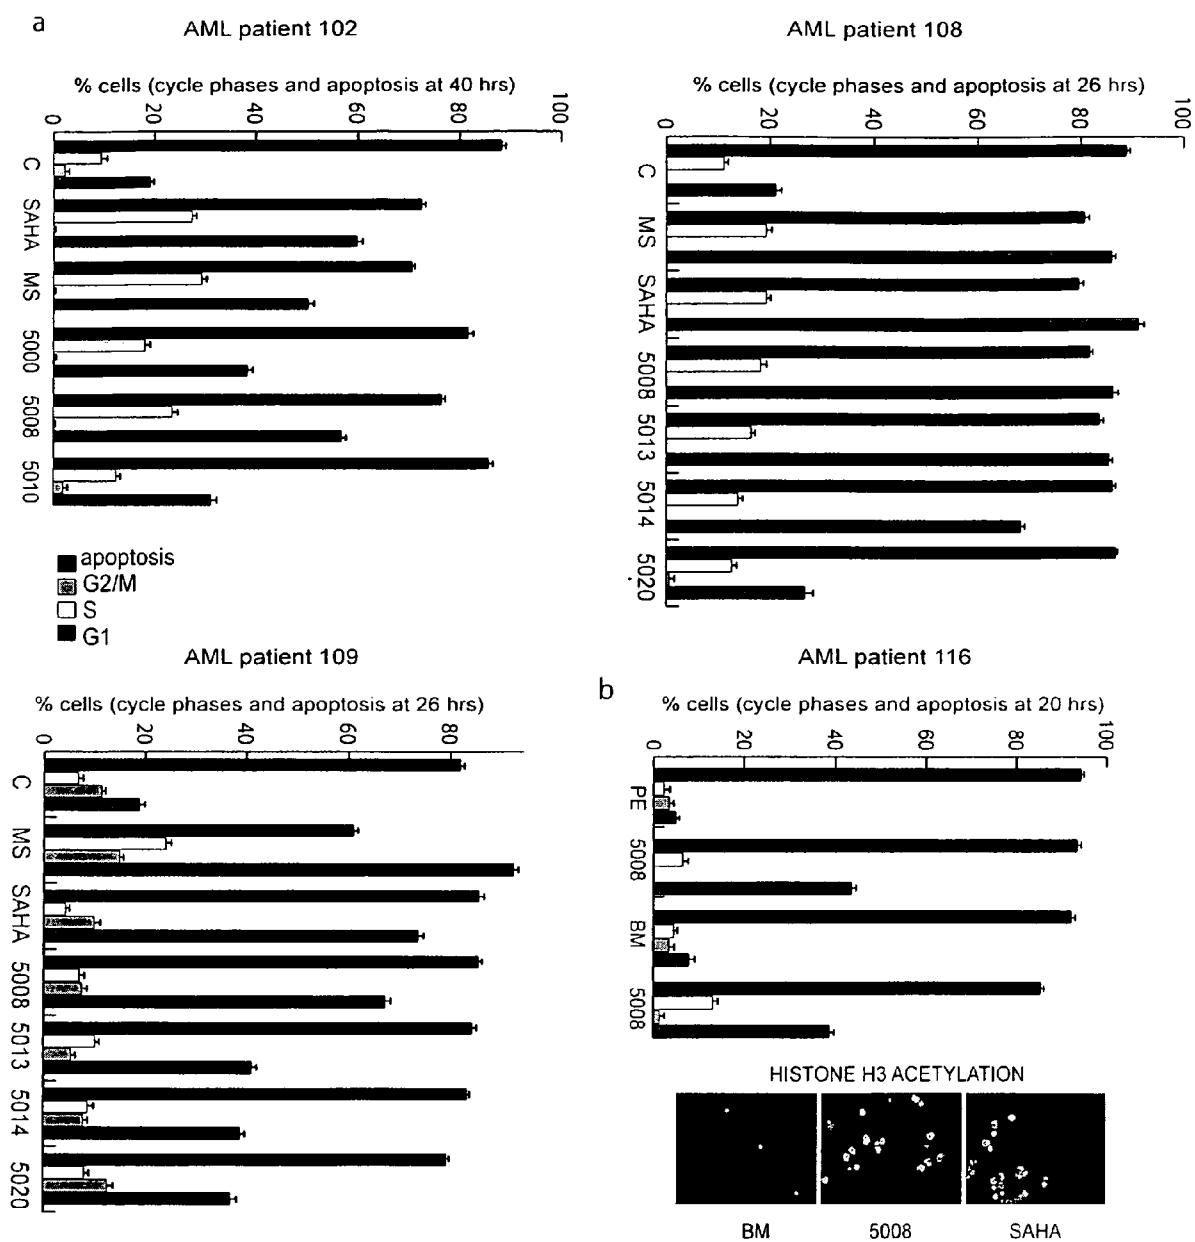 a
AML patient 102
% cells (cycle phases and apoptosis at 40 hrs)
0 20 40 60 80 100
C
SAHA
MS
5000
5008
5010
apoptosis
G2/M
S
G1
AML patient 108
% cells (cycle phases and apoptosis at 26 hrs)
0 20 40 60 80 100
C
MS
SAHA
5008
5013
5014
5020
AML patient 109
% cells (cycle phases and apoptosis at 26 hrs)
0 20 40 60 80
C
MS
SAHA
5008
5013
5014
5020
b
AML patient 116
% cells (cycle phases and apoptosis at 20 hrs)
0 20 40 60 80 100
PE
5008
BM
5008
HISTONE H3 ACETYLATION
BM 5008 SAHA